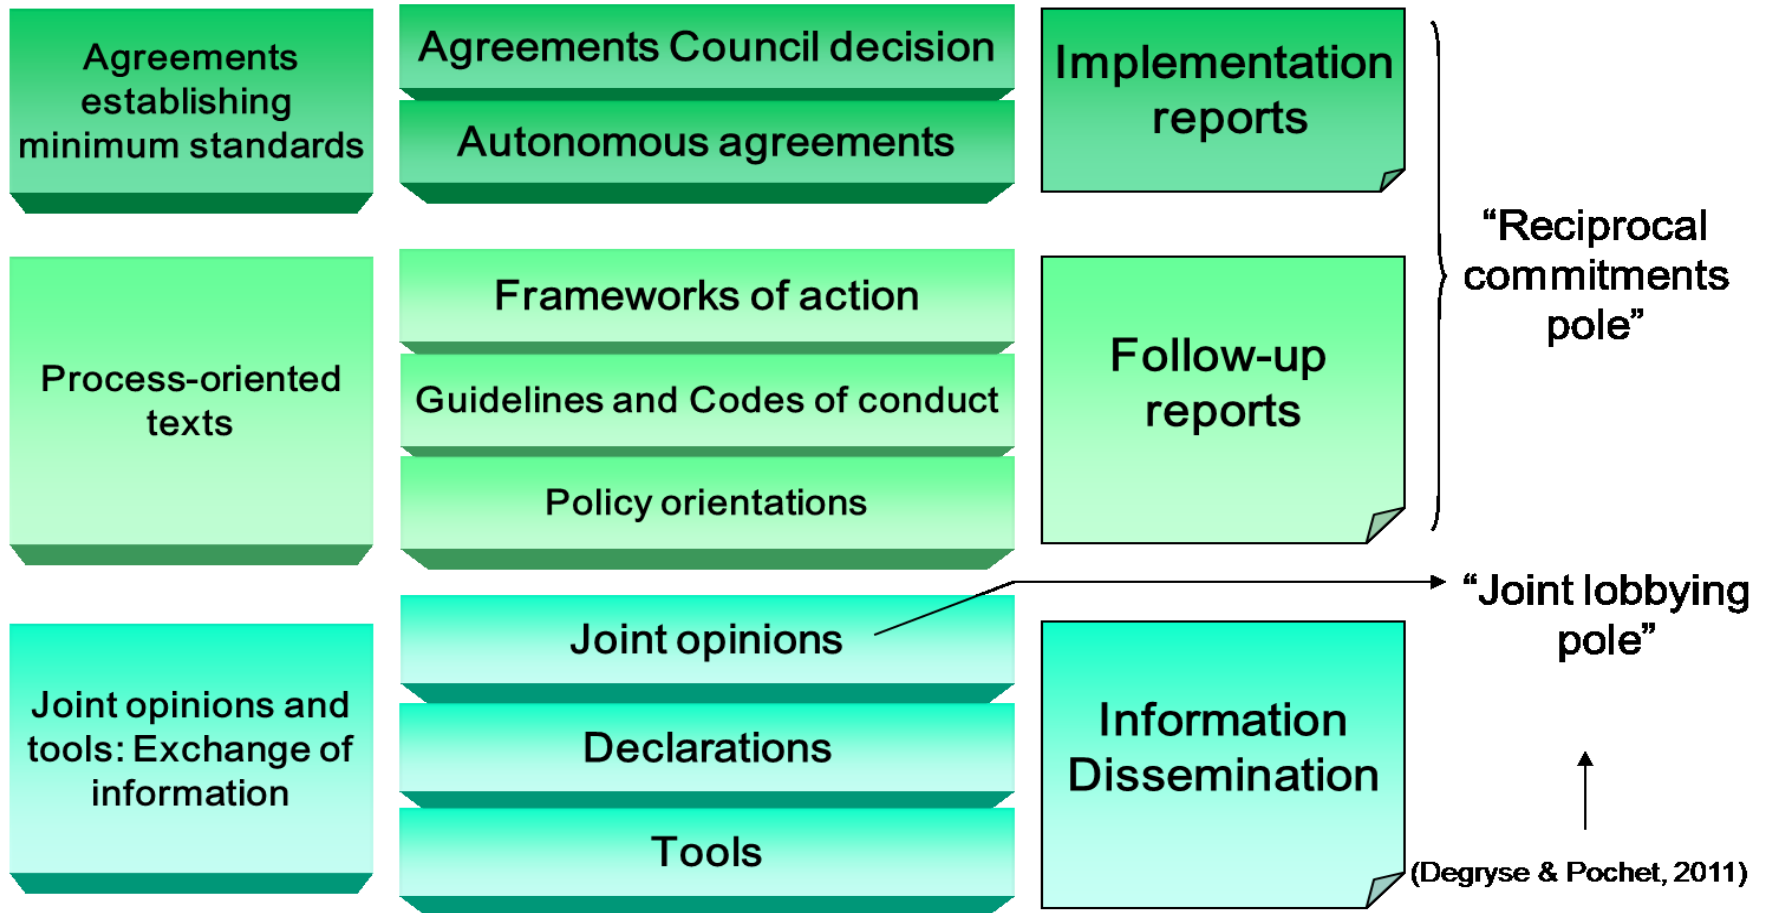 Agreements
establishing
minimum standards
Agreements Council decision
Autonomous agreements
Implementation
reports
“Reciprocal
commitments
pole”
Process-oriented
texts
Frameworks of action
Guidelines and Codes of conduct
Policy orientations
Follow-up
reports
Joint opinions and
tools: Exchange of
information
Joint opinions
Declarations
Tools
Information
Dissemination
“Joint lobbying
pole”
(Degryse & Pochet, 2011)